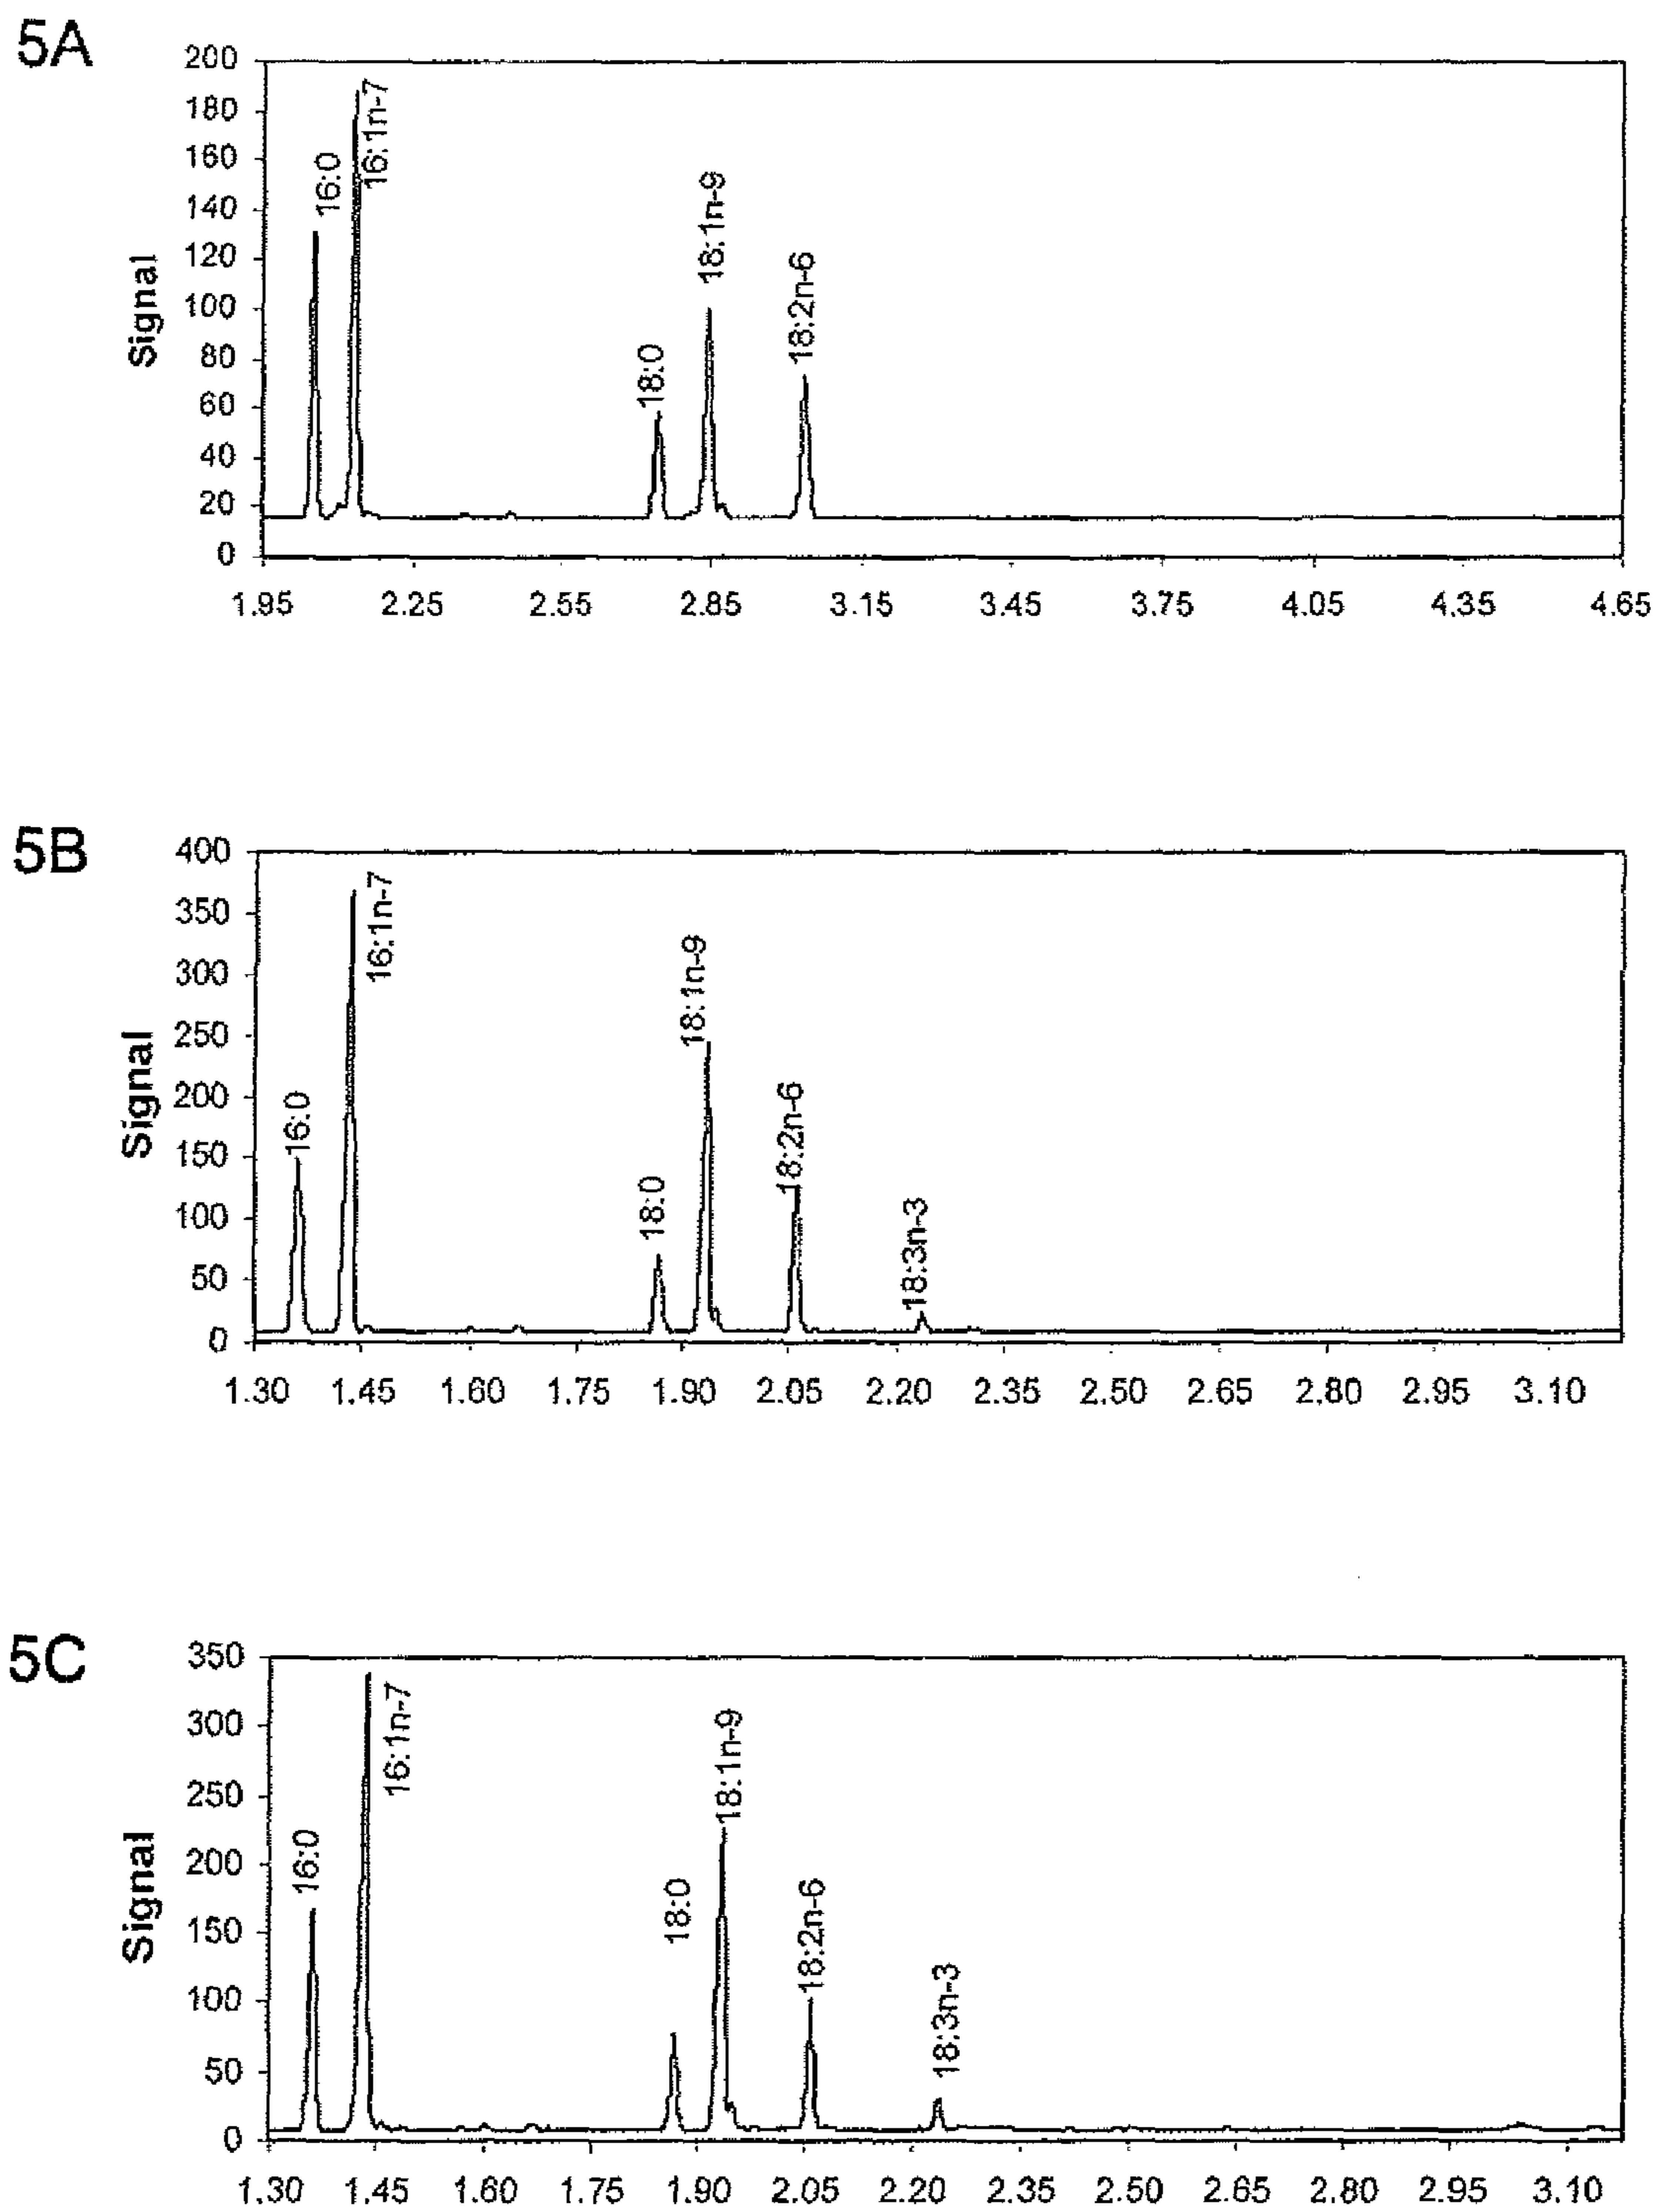 5A
Signal
200
180
160
140
120
100
80
60
40
20
0
16:0
16:1n-7
18:0
18:1n-9
18:2n-6
1.95 2.25 2.55 2.85 3.15 3.45 3.75 4.05 4.35 4.65
5B
Signal
400
350
300
250
200
150
100
50
0
16:0
16:1n-7
18:0
18:1n-9
18:2n-6
18:3n-3
1.30 1.45 1.60 1.75 1.90 2.05 2.20 2.35 2.50 2.65 2.80 2.95 3.10
5C
Signal
350
300
250
200
150
100
50
0
16:0
16:1n-7
18:0
18:1n-9
18:2n-6
18:3n-3
1.30 1.45 1.60 1.75 1.90 2.05 2.20 2.35 2.50 2.65 2.80 2.95 3.10